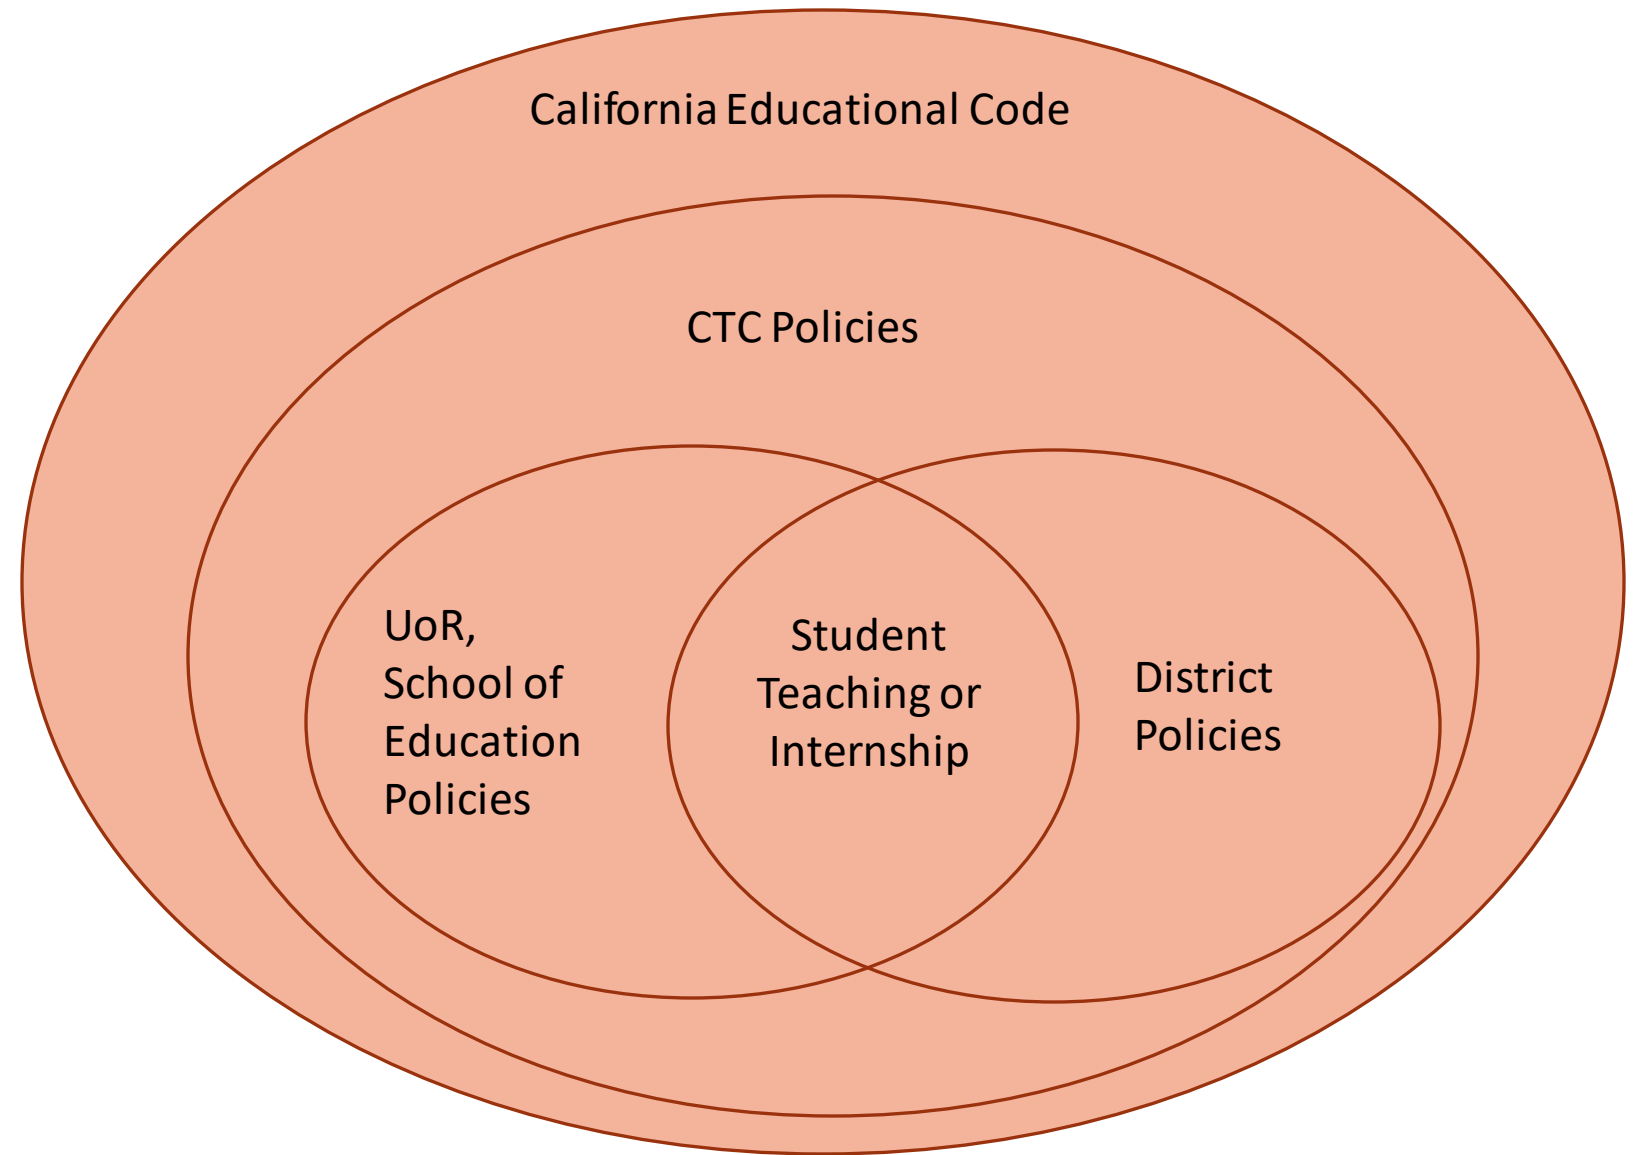 California Educational Code
CTC Policies
UoR,
School of
Education
Policies
Student
Teaching or
Internship
District
Policies